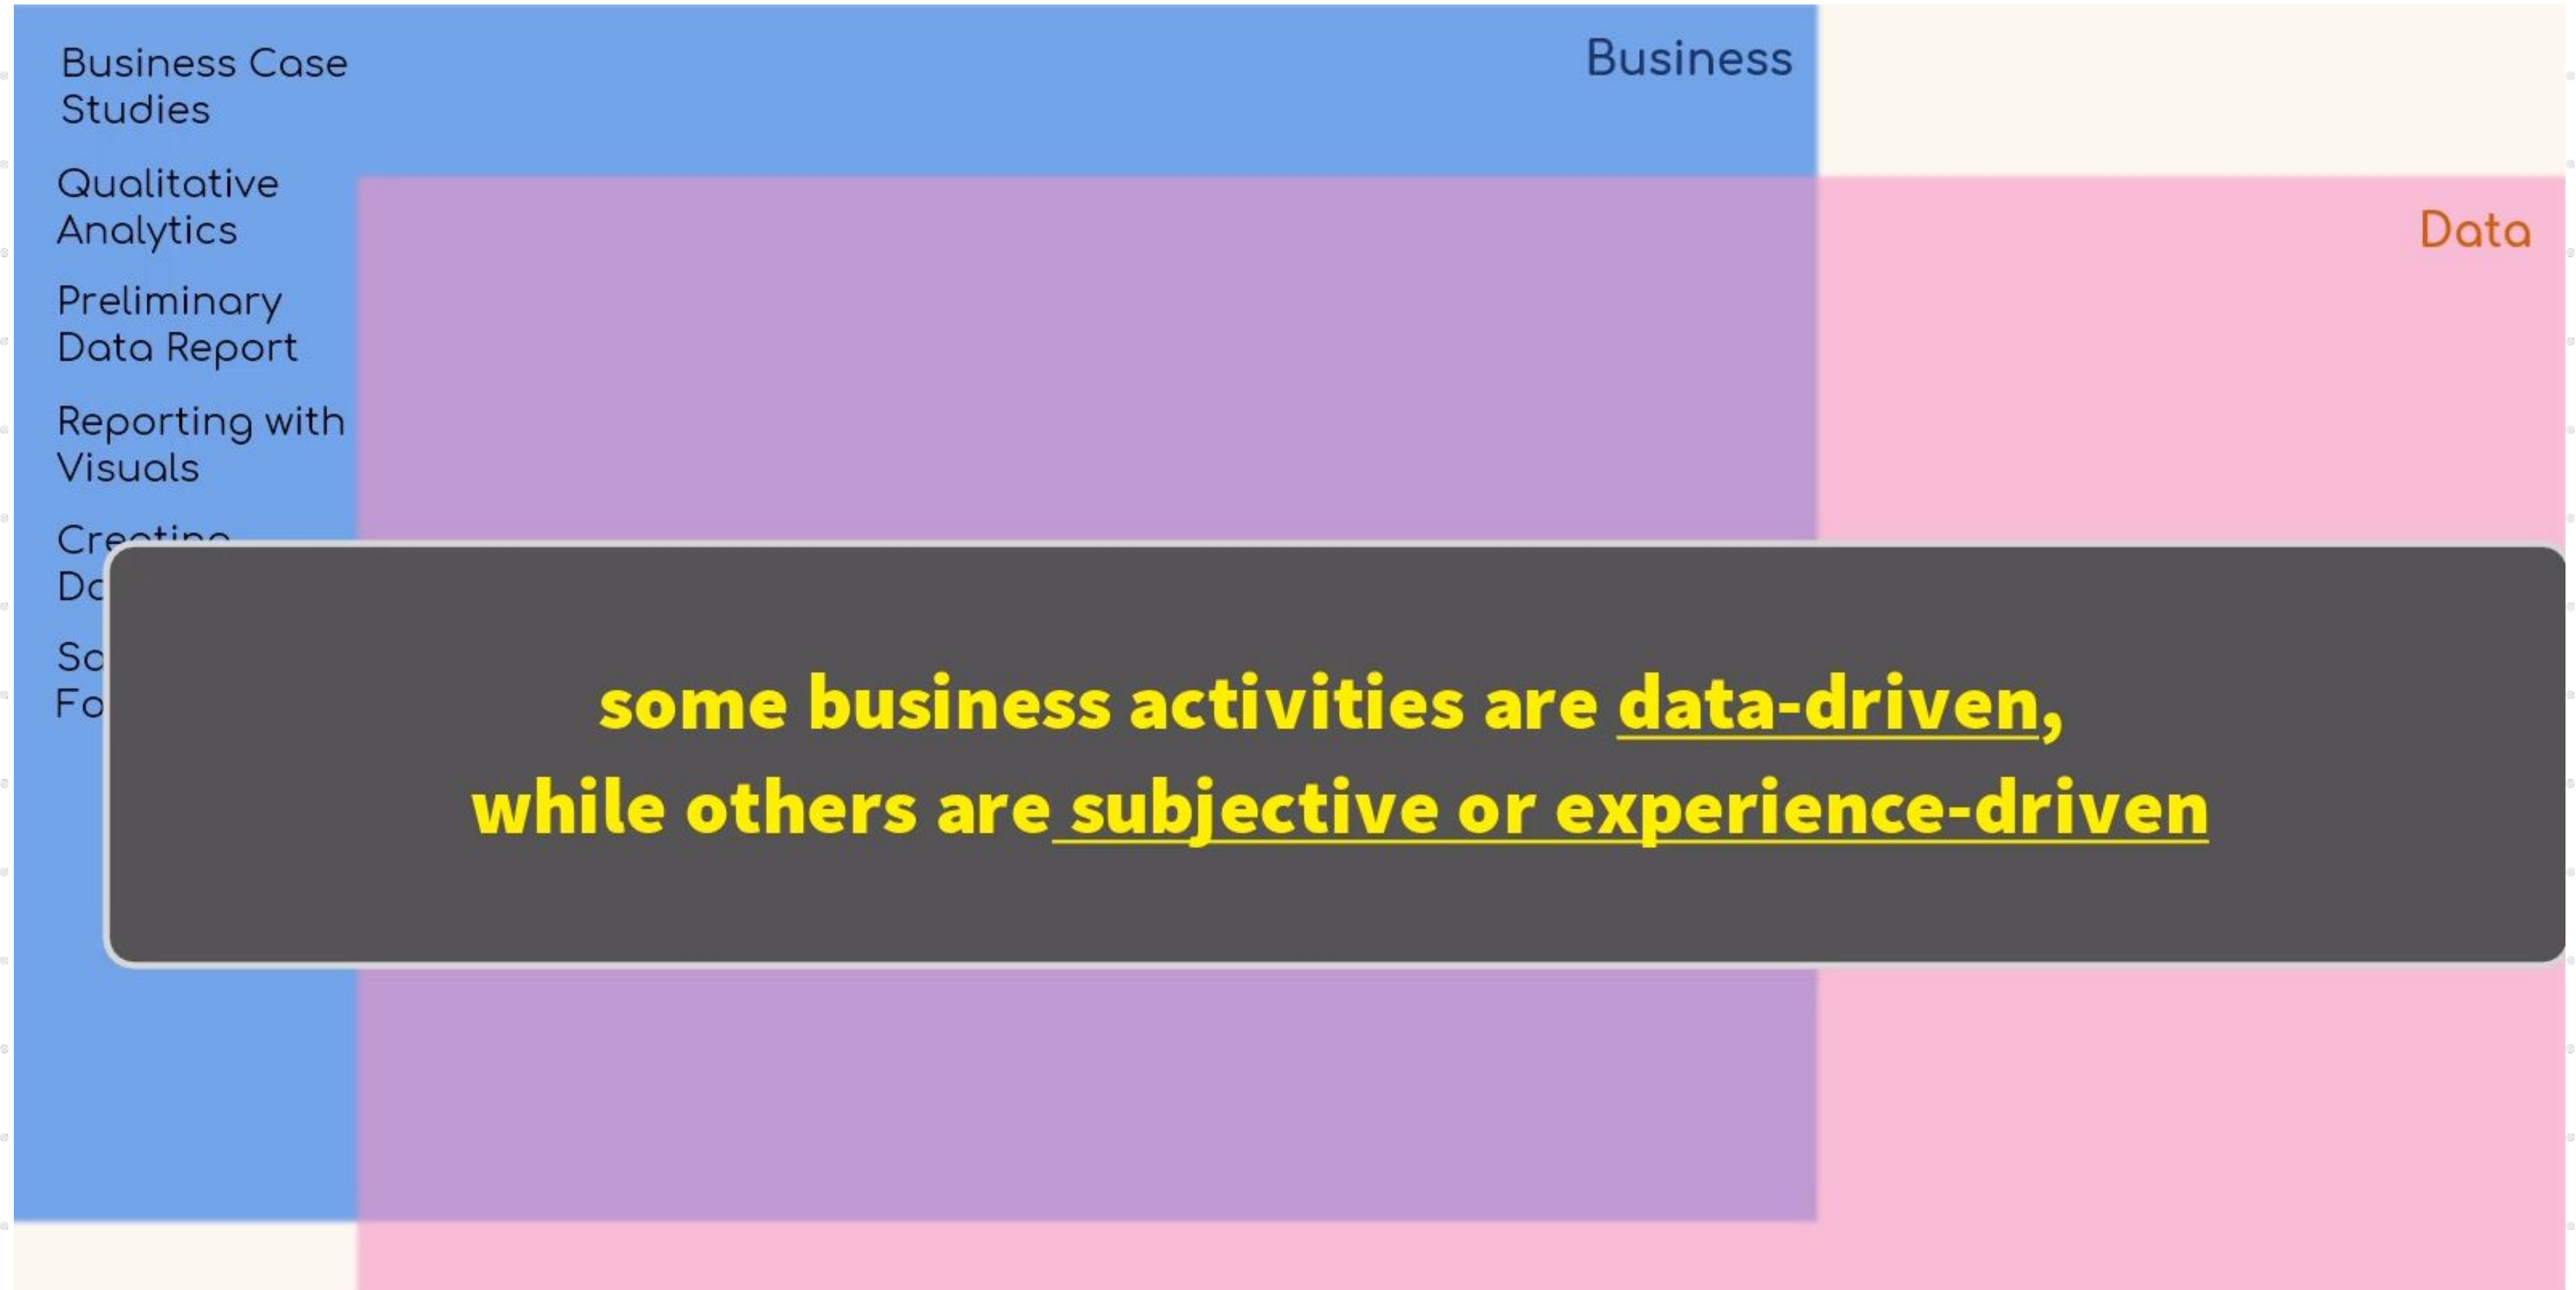 Business Case
Studies
Business
Qualitative
Analytics
Data
Preliminary
Data Report
Reporting with
Visuals
Creating
some business activities are data-driven,
while others are subjective or experience-driven